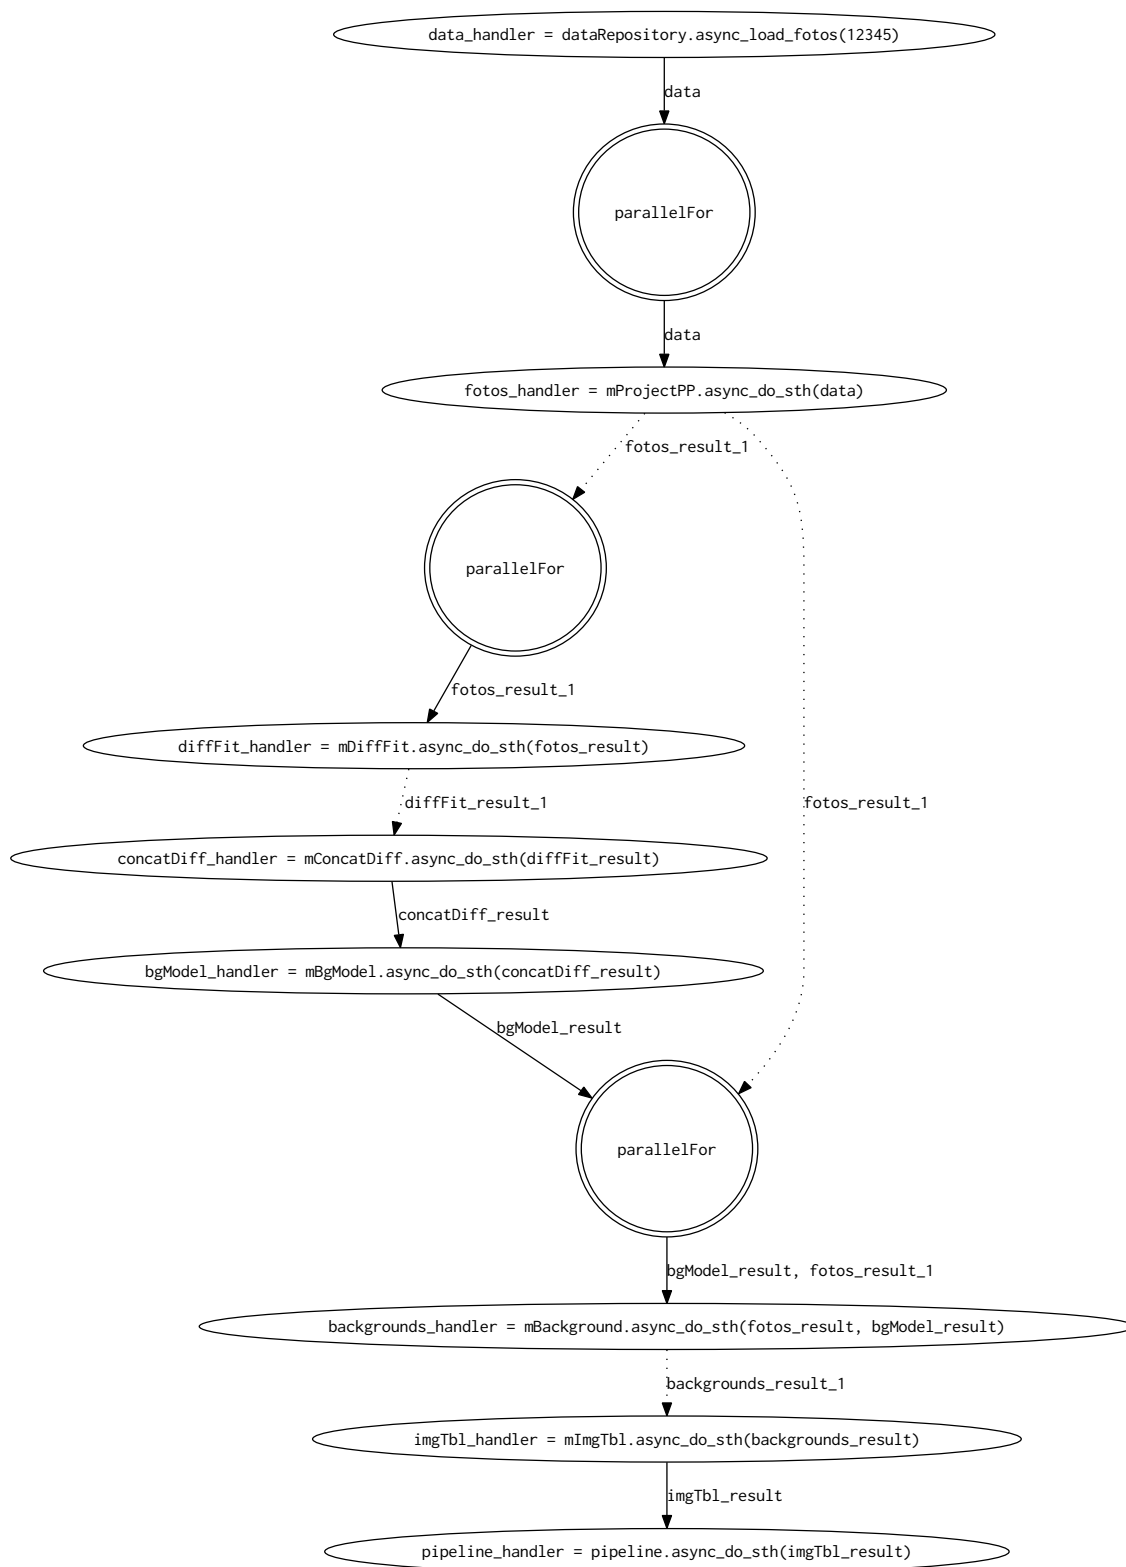 data_handler = dataRepository.async_load_fotos(12345)
data
parallelFor
data
fotos_handler = mProjectPP.async_do_sth(data)
fotos_result_1
parallelFor
fotos_result_1
diffFit_handler = mDiffFit.async_do_sth(fotos_result)
diffFit_result_1
fotos_result_1
concatDiff_handler = mConcatDiff.async_do_sth(diffFit_result)
concatDiff_result
bgModel_handler = mBgModel.async_do_sth(concatDiff_result)
bgModel_result
parallelFor
bgModel_result, fotos_result_1
backgrounds_handler = mBackground.async_do_sth(fotos_result, bgModel_result)
backgrounds_result_1
imgTbl_handler = mImgTbl.async_do_sth(backgrounds_result)
imgTbl_result
pipeline_handler = pipeline.async_do_sth(imgTbl_result)